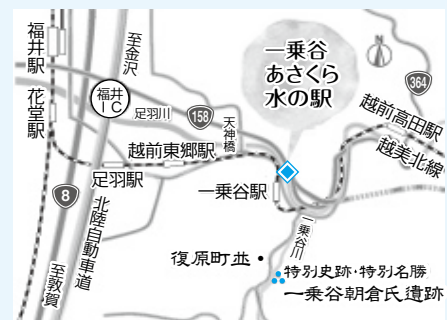 福井駅
花堂駅
至金沢
福井
IC
足羽川
158
天神橋
一乗谷
あさくら
水の駅
N
364
越前高田駅
越美北線
越前東郷駅
足羽駅
一乗谷駅
8
北陸自動車道
至敦賀
一乗谷川
復原町並
特別史跡・特別名勝
一乗谷朝倉氏遺跡